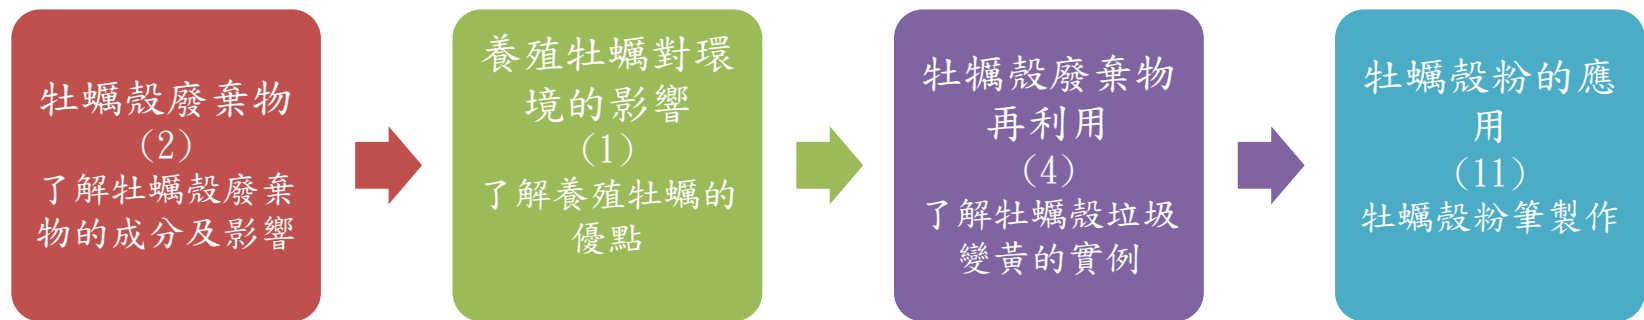 牡蠣殼廢棄物
(2)
了解牡蠣殼廢棄
物的成分及影響
養殖牡蠣對環
境的影響
(1)
了解養殖牡蠣的
優點
牡犡殼廢棄物
再利用
(4)
了解牡蠣殼垃圾
變黃的實例
牡蠣殼粉的應
用
(11)
牡蠣殼粉筆製作